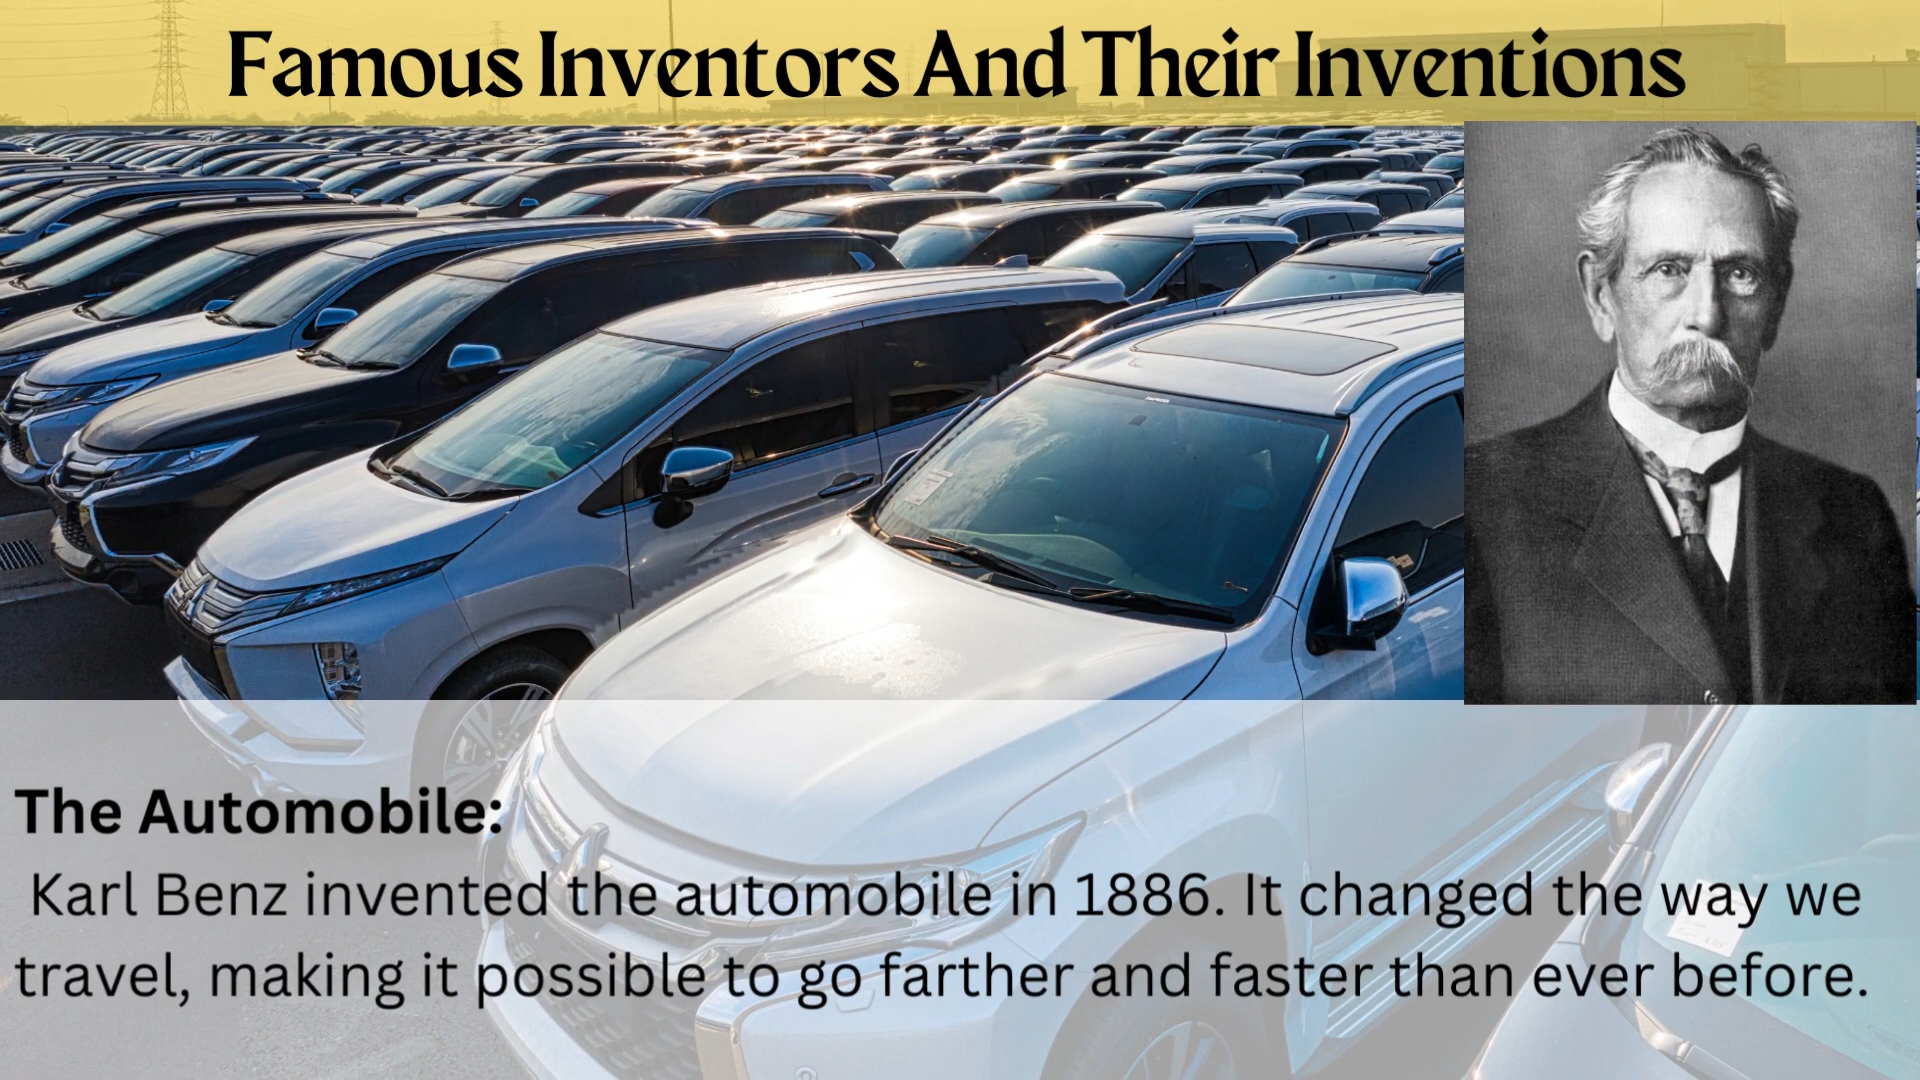 Famous Inventors And Their Inventions
The Automobile:
Karl Benz invented the automobile in 1886. It changed the way we
travel, making it possible to go farther and faster than ever before.